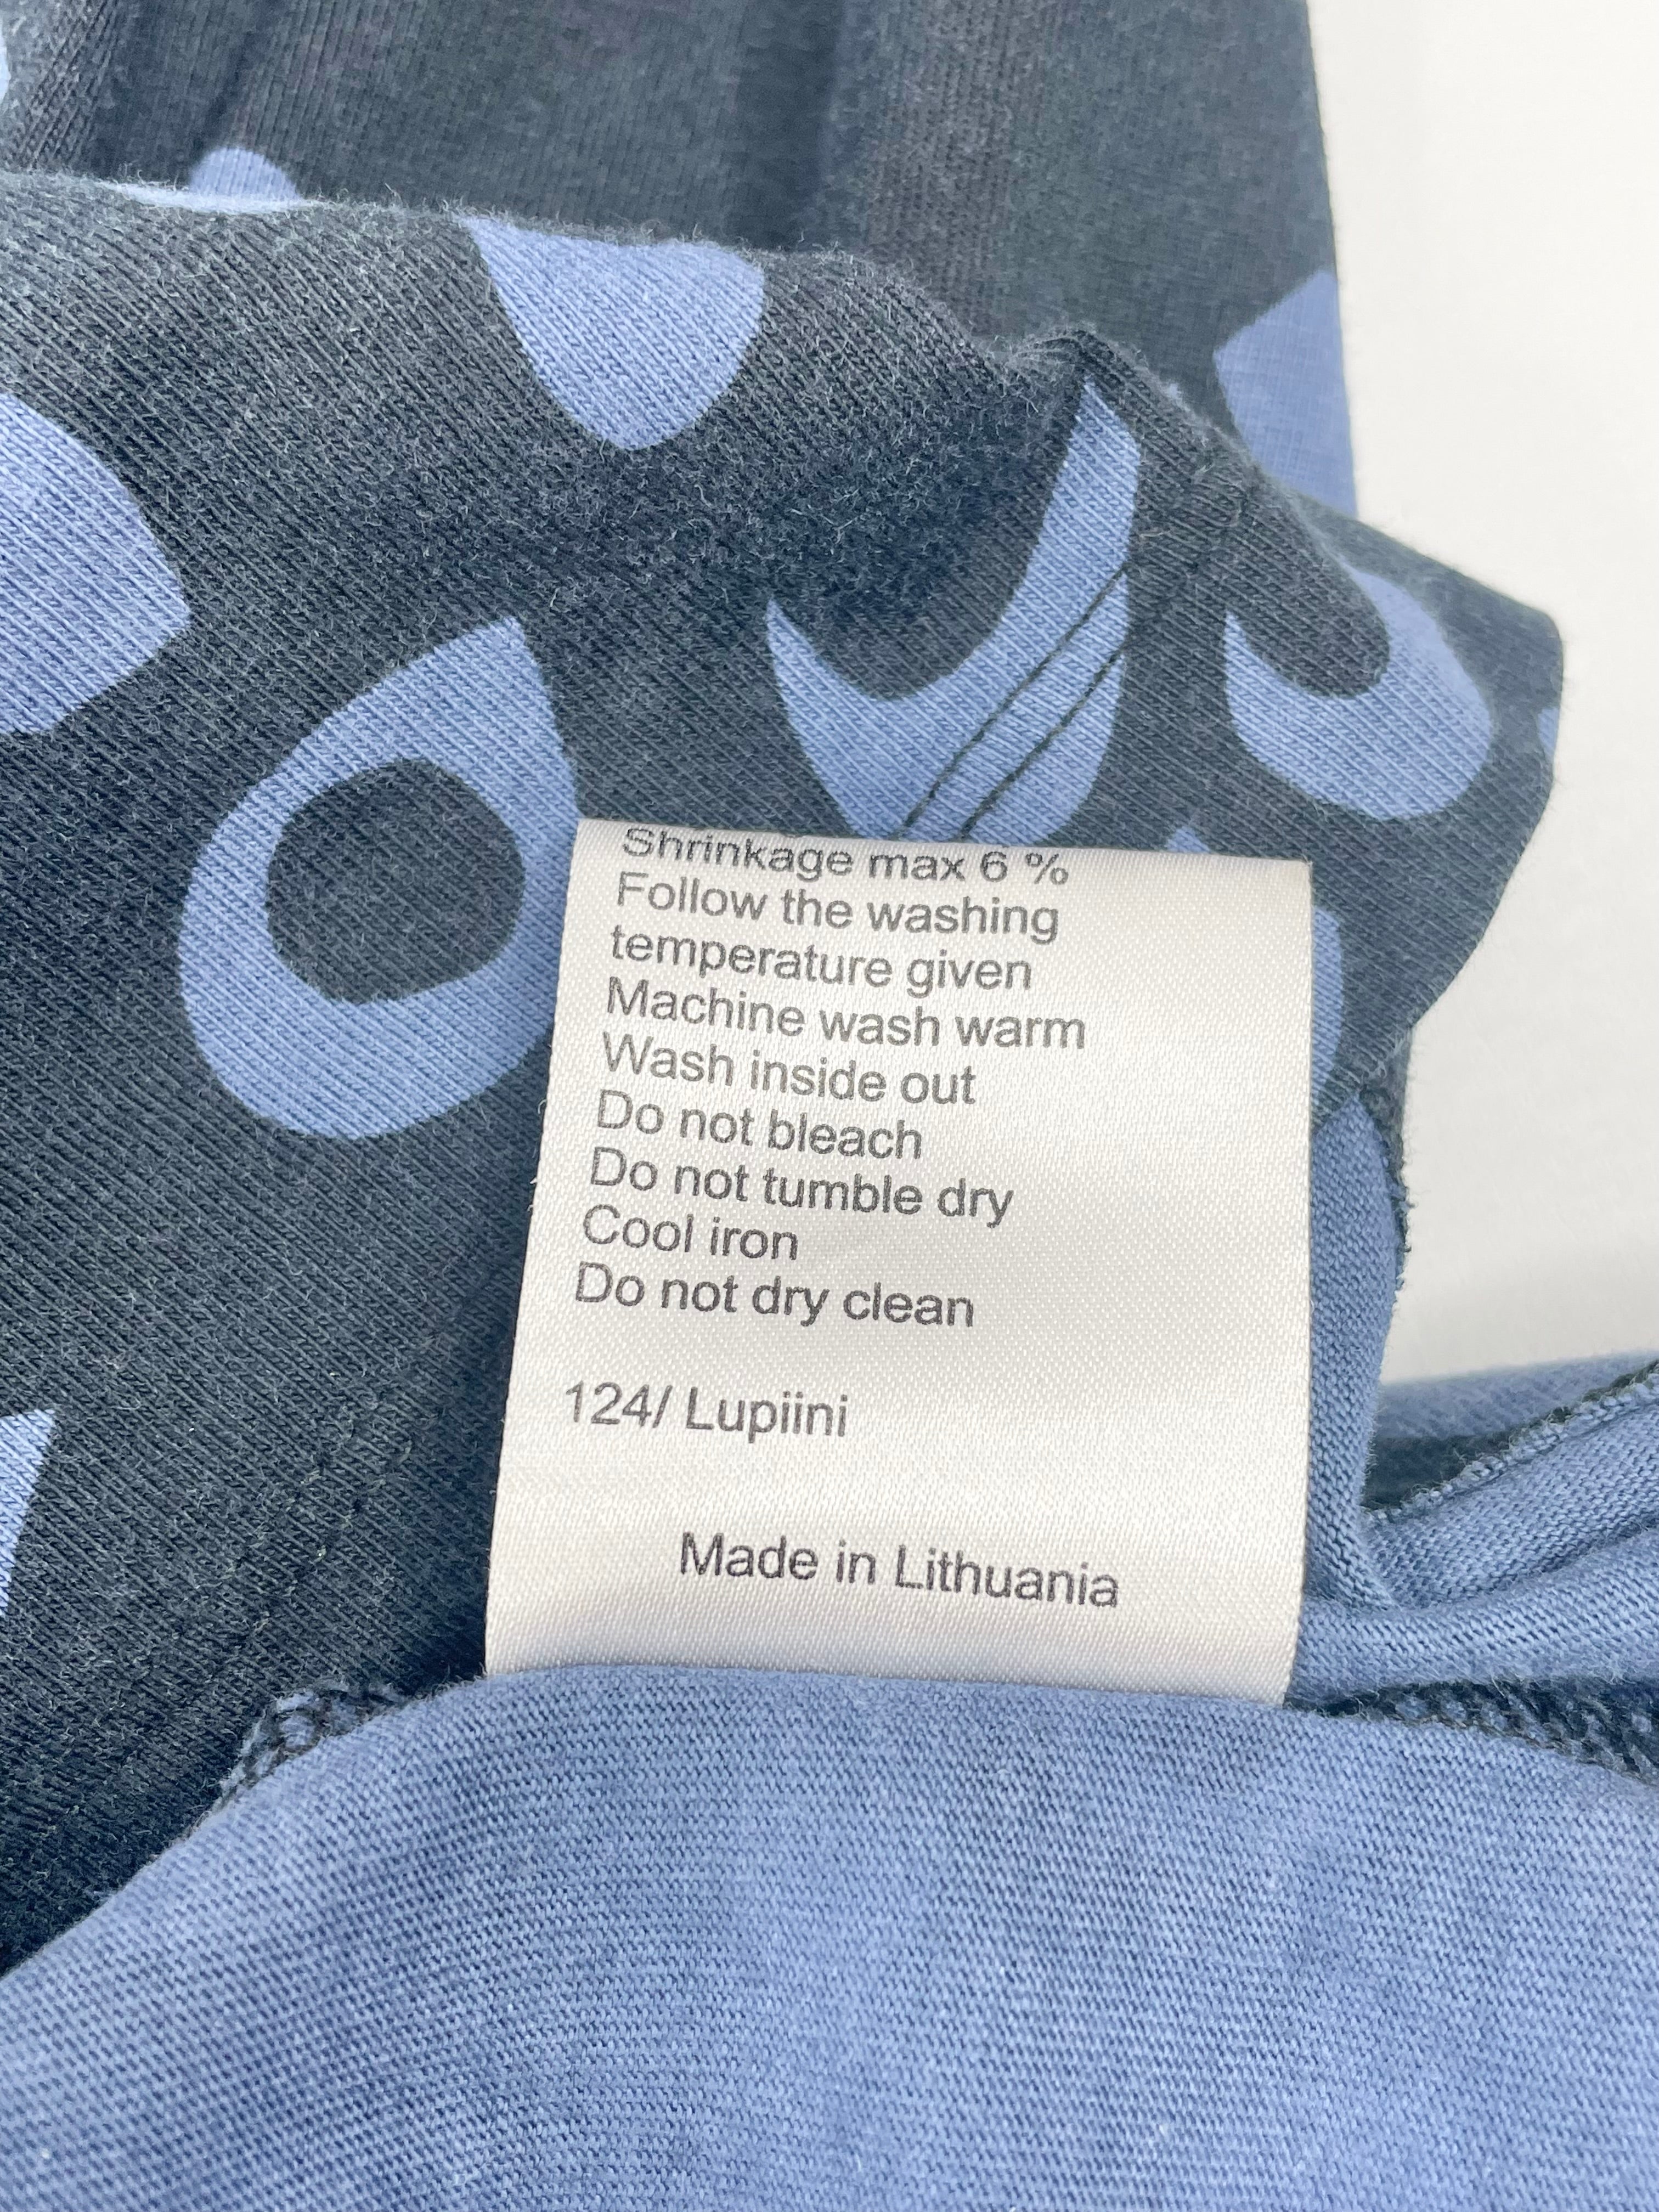 Shrinkage max 6 %
Follow the washing
temperature given
Machine wash warm
Wash inside out
Do not bleach
Do not tumble dry
Cool iron
Do not dry clean
124/ Lupiini
Made in Lithuania